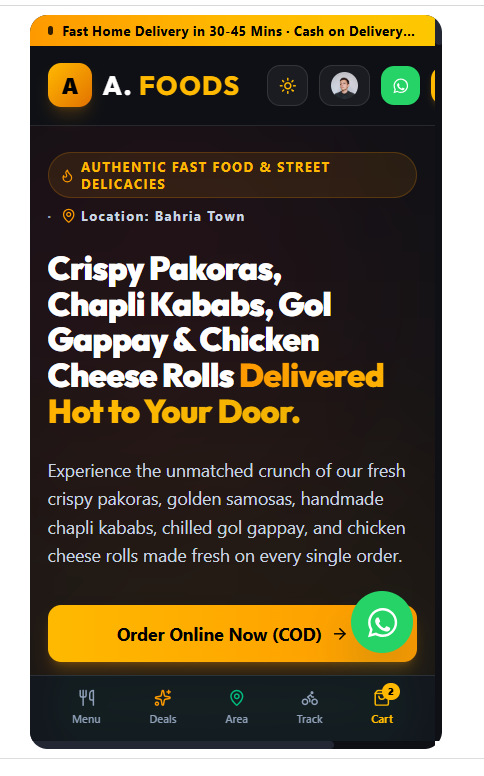 Fast Home Delivery in 30-45 Mins · Cash on Delivery...
A
A. FOODS
AUTHENTIC FAST FOOD & STREET
DELICACIES
· Location: Bahria Town
Crispy Pakoras,
Chapli Kababs, Gol
Gappay & Chicken
Cheese Rolls Delivered
Hot to Your Door.
Experience the unmatched crunch of our fresh
crispy pakoras, golden samosas, handmade
chapli kababs, chilled gol gappay, and chicken
cheese rolls made fresh on every single order.
Order Online Now (COD) →
2
Menu Deals Area Track Cart